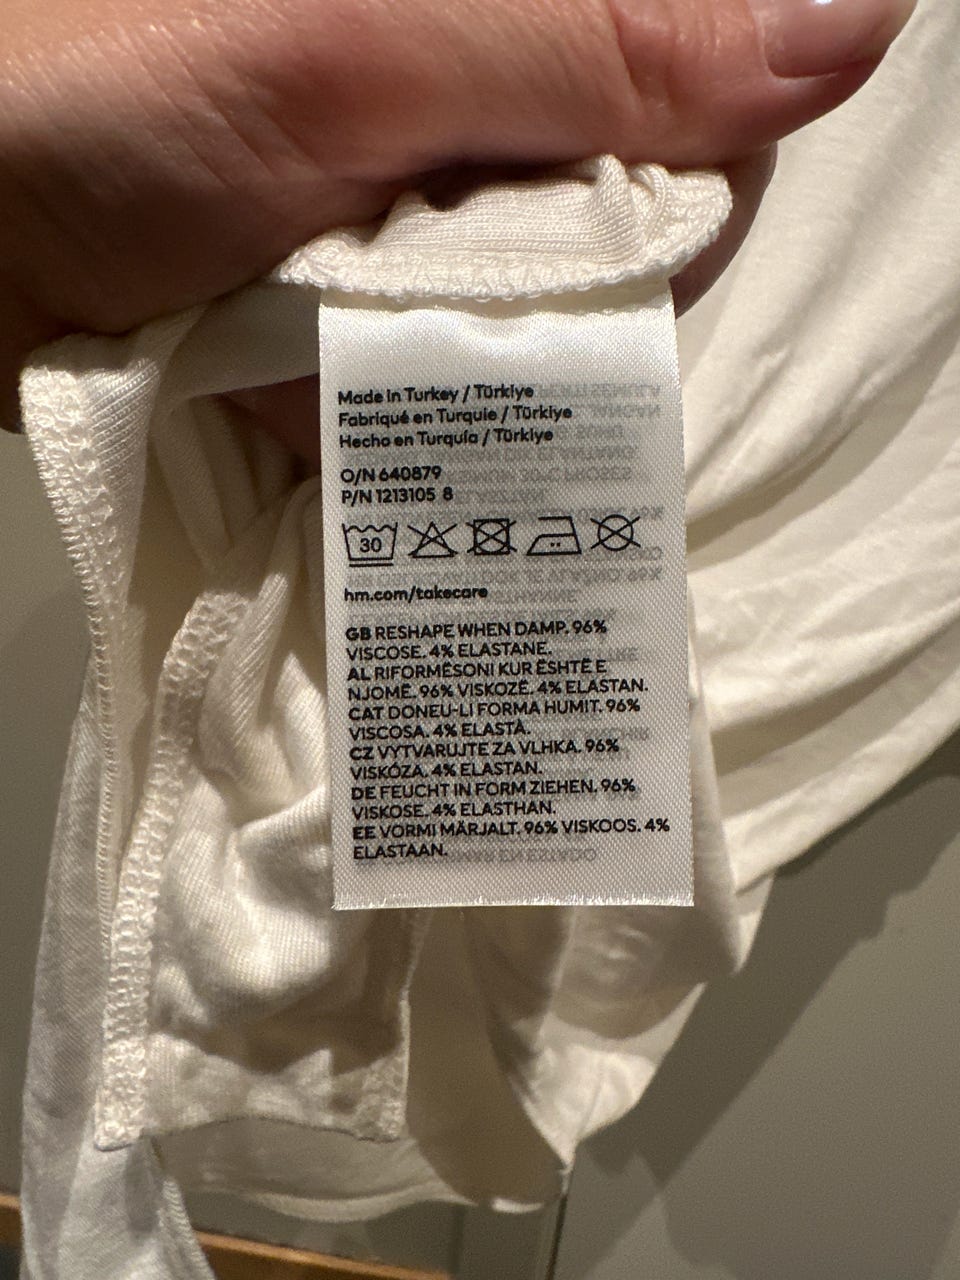 Made in Turkey / Türkiye
Fabriqué en Turquie / Türkiye
Hecho en Turquía / Türkiye
O/N 640879
P/N 1213105 8
30
hm.com/takecare
GB RESHAPE WHEN DAMP. 96%
VISCOSE. 4% ELASTANE.
AL RIFORMËSONI KUR ËSHTË E
NJOMË. 96% VISKOZË. 4% ELASTAN.
CAT DONEU-LI FORMA HUMIT. 96%
VISCOSA. 4% ELASTÀ.
CZ VYTVARUJTE ZA VLHKA. 96%
VISKÓZA. 4% ELASTAN.
DE FEUCHT IN FORM ZIEHEN. 96%
VISKOSE. 4% ELASTHAN.
EE VORMI MÄRJALT. 96% VISKOOS. 4%
ELASTAAN.